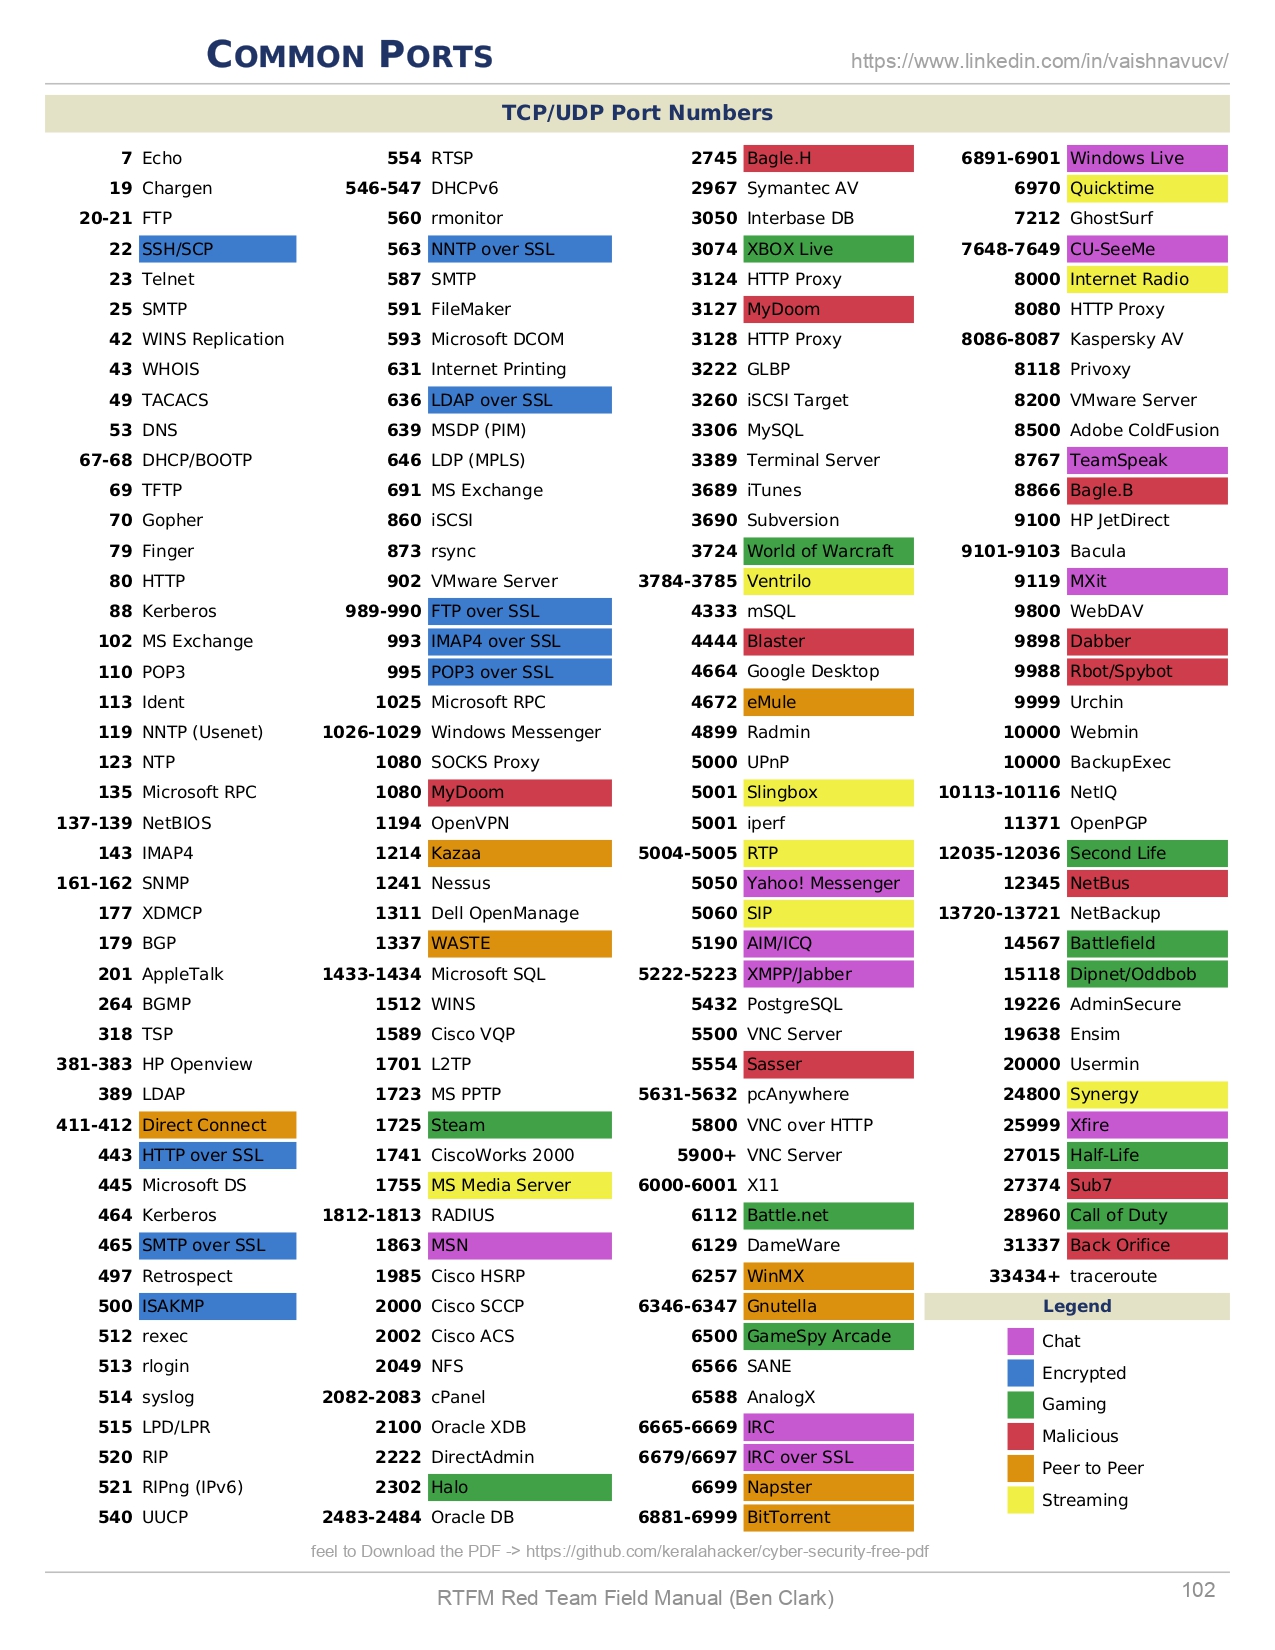 COMMON PORTS
https://www.linkedin.com/in/vaishnavucv/
TCP/UDP Port Numbers
7 Echo
19 Chargen
20-21 FTP
22 SSH/SCP
23 Telnet
25 SMTP
42 WINS Replication
43 WHOIS
49 TACACS
53 DNS
67-68 DHCP/BOOTP
69 TFTP
70 Gopher
79 Finger
80 HTTP
88 Kerberos
102 MS Exchange
110 POP3
113 Ident
119 NNTP (Usenet)
123 NTP
135 Microsoft RPC
137-139 NetBIOS
143 IMAP4
161-162 SNMP
177 XDMCP
179 BGP
201 AppleTalk
264 BGMP
318 TSP
381-383 HP Openview
389 LDAP
411-412 Direct Connect
443 HTTP over SSL
445 Microsoft DS
464 Kerberos
465 SMTP over SSL
497 Retrospect
500 ISAKMP
512 rexec
513 rlogin
514 syslog
515 LPD/LPR
520 RIP
521 RIPng (IPv6)
540 UUCP
554 RTSP
546-547 DHCPv6
560 rmonitor
563 NNTP over SSL
587 SMTP
591 FileMaker
593 Microsoft DCOM
631 Internet Printing
636 LDAP over SSL
639 MSDP (PIM)
646 LDP (MPLS)
691 MS Exchange
860 iSCSI
873 rsync
902 VMware Server
989-990 FTP over SSL
993 IMAP4 over SSL
995 POP3 over SSL
1025 Microsoft RPC
1026-1029 Windows Messenger
1080 SOCKS Proxy
1080 MyDoom
1194 OpenVPN
1214 Kazaa
1241 Nessus
1311 Dell OpenManage
1337 WASTE
1433-1434 Microsoft SQL
1512 WINS
1589 Cisco VQP
1701 L2TP
1723 MS PPTP
1725 Steam
1741 CiscoWorks 2000
1755 MS Media Server
1812-1813 RADIUS
1863 MSN
1985 Cisco HSRP
2000 Cisco SCCP
2002 Cisco ACS
2049 NFS
2082-2083 cPanel
2100 Oracle XDB
2222 DirectAdmin
2302 Halo
2483-2484 Oracle DB
2745 Bagle.H
2967 Symantec AV
3050 Interbase DB
3074 XBOX Live
3124 HTTP Proxy
3127 MyDoom
3128 HTTP Proxy
3222 GLBP
3260 iSCSI Target
3306 MySQL
3389 Terminal Server
3689 iTunes
3690 Subversion
3724 World of Warcraft
3784-3785 Ventrilo
4333 mSQL
4444 Blaster
4664 Google Desktop
4672 eMule
4899 Radmin
5000 UPnP
5001 Slingbox
5001 iperf
5004-5005 RTP
5050 Yahoo! Messenger
5060 SIP
5190 AIM/ICQ
5222-5223 XMPP/Jabber
5432 PostgreSQL
5500 VNC Server
5554 Sasser
5631-5632 pcAnywhere
5800 VNC over HTTP
5900+ VNC Server
6000-6001 X11
6112 Battle.net
6129 DameWare
6257 WinMX
6346-6347 Gnutella
6500 GameSpy Arcade
6566 SANE
6588 AnalogX
6665-6669 IRC
6679/6697 IRC over SSL
6699 Napster
6881-6999 BitTorrent
6891-6901 Windows Live
6970 Quicktime
7212 GhostSurf
7648-7649 CU-SeeMe
8000 Internet Radio
8080 HTTP Proxy
8086-8087 Kaspersky AV
8118 Privoxy
8200 VMware Server
8500 Adobe ColdFusion
8767 TeamSpeak
8866 Bagle.B
9100 HP JetDirect
9101-9103 Bacula
9119 MXit
9800 WebDAV
9898 Dabber
9988 Rbot/Spybot
9999 Urchin
10000 Webmin
10000 BackupExec
10113-10116 NetIQ
11371 OpenPGP
12035-12036 Second Life
12345 NetBus
13720-13721 NetBackup
14567 Battlefield
15118 Dipnet/Oddbob
19226 AdminSecure
19638 Ensim
20000 Usermin
24800 Synergy
25999 Xfire
27015 Half-Life
27374 Sub7
28960 Call of Duty
31337 Back Orifice
33434+ traceroute
Legend
Chat
Encrypted
Gaming
Malicious
Peer to Peer
Streaming
feel to Download the PDF -> https://github.com/keralahacker/cyber-security-free-pdf
RTFM Red Team Field Manual (Ben Clark)
102